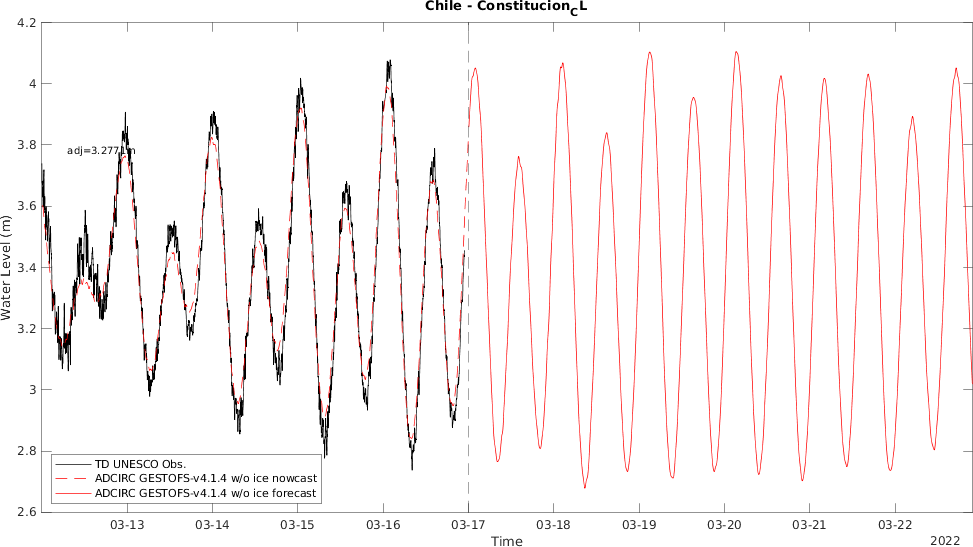 Chile - Constitucion_CL
4.2
4
3.8
3.6
3.4
3.2
3
2.8
2.6
Water Level (m)
adj=3.2771m
TD UNESCO Obs.
ADCIRC GESTOFS-v4.1.4 w/o ice nowcast
ADCIRC GESTOFS-v4.1.4 w/o ice forecast
03-13 03-14 03-15 03-16 03-17 03-18 03-19 03-20 03-21 03-22
Time
2022